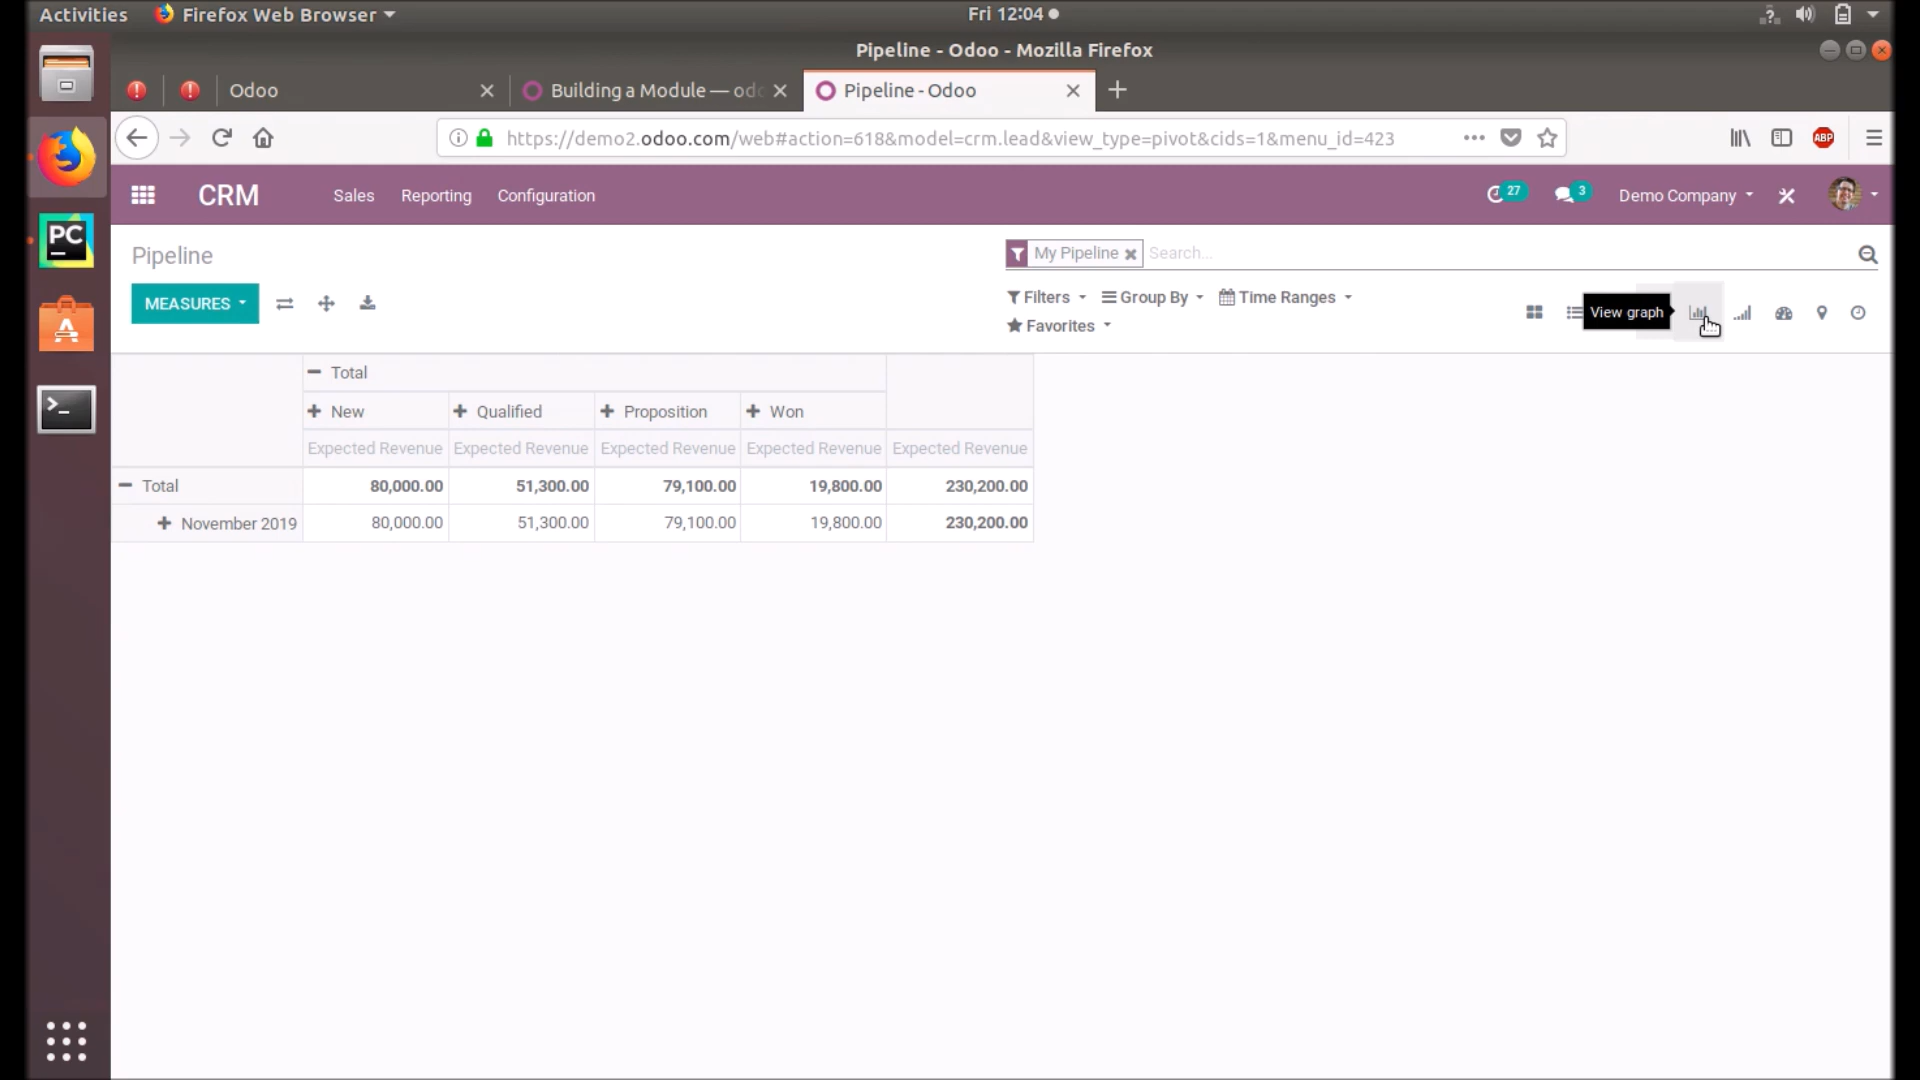 Activities Firefox Web Browser Fri 12:04
Pipeline - Odoo - Mozilla Firefox
Odoo Building a Module — odo Pipeline - Odoo
https://demo2.odoo.com/web#action=618&model=crm.lead&view_type=pivot&cids=1&menu_id=423 ABP
PC
CRM Sales Reporting Configuration 27 3 Demo Company
Pipeline My Pipeline Search...
MEASURES Filters Group By Time Ranges
View graph
Favorites
Total
New Qualified Proposition Won
Expected Revenue Expected Revenue Expected Revenue Expected Revenue Expected Revenue
Total 80,000.00 51,300.00 79,100.00 19,800.00 230,200.00
November 2019 80,000.00 51,300.00 79,100.00 19,800.00 230,200.00